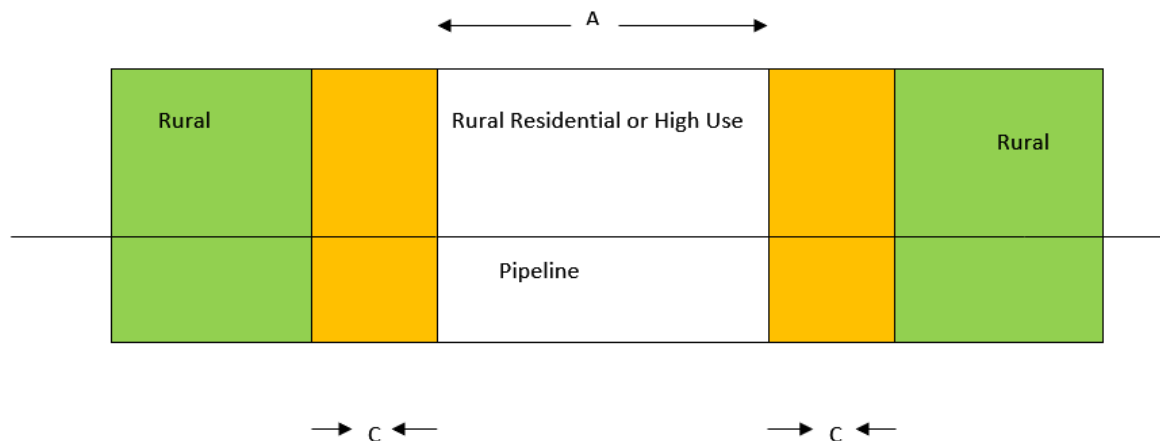 A
Rural
Rural Residential or High Use
Rural
Pipeline
C
C